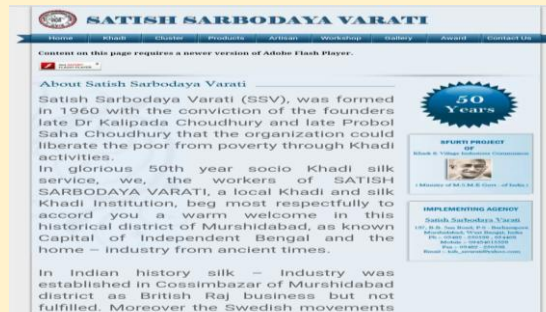 SATISH SARBODAYA VARATI
Home Khadi Cluster Products Artisan Workshop Gallery Award Contact Us
Content on this page requires a newer version of Adobe Flash Player.
About Satish Sarbodaya Varati
Satish Sarbodaya Varati (SSV), was formed
in 1960 with the conviction of the founders
late Dr Kalipada Choudhury and late Probol
Saha Choudhury that the organization could
liberate the poor from poverty through Khadi
activities.
In glorious 50th year socio Khadi silk
service, we, the workers of SATISH
SARBODAYA VARATI, a local Khadi and silk
Khadi Institution, beg most respectfully to
accord you a warm welcome in this
historical district of Murshidabad, as known
Capital of Independent Bengal and the
home – industry from ancient times.
In Indian history silk – Industry was
established in Cossimbazar of Murshidabad
district as British Raj business but not
fulfilled. Moreover the Swedish movements
50
Years
SFURTI PROJECT
OF
Khadi & Village Industries Commission
( Ministry of M.S.M.E Govt. of India )
IMPLEMENTING AGENCY
Satish Sarbodaya Varati
Murshidabad, West Bengal, India